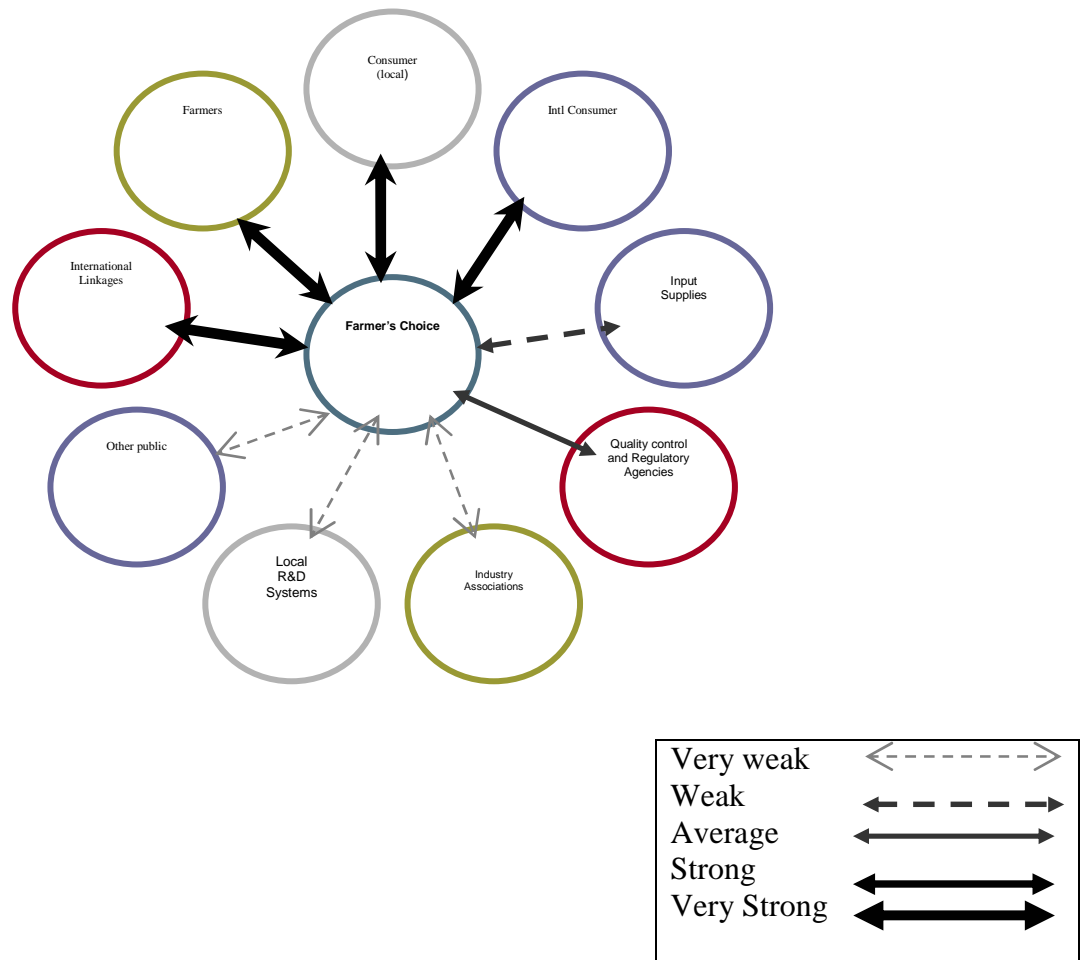 Consumer
(local)
Farmers
Intl Consumer
International
Linkages
Input
Supplies
Farmer's Choice
Other public
Quality control
and Regulatory
Agencies
Local
R&D
Systems
Industry
Associations
Very weak
Weak
Average
Strong
Very Strong